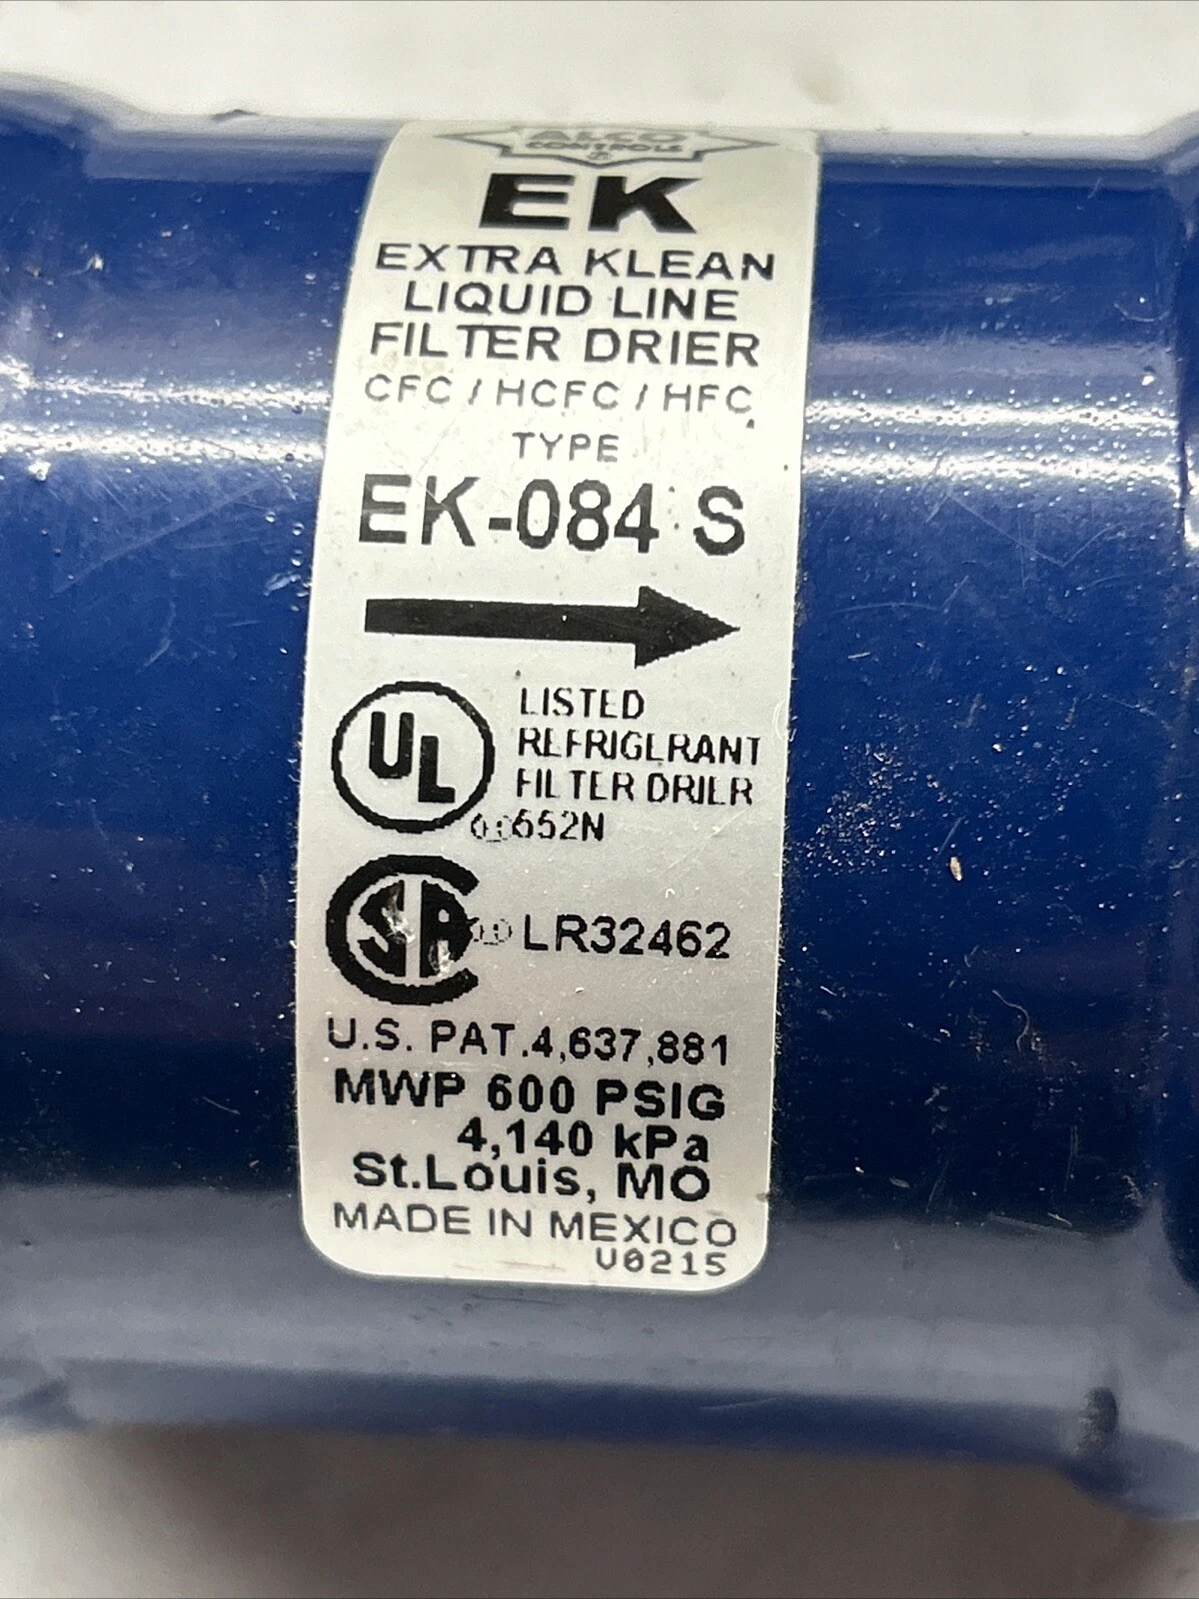 ALCO
CONTROLS
EK
EXTRA KLEAN
LIQUID LINE
FILTER DRIER
CFC / HCFC / HFC
TYPE
EK-084 S
UL
LISTED
REFRIGERANT
FILTER DRIER
652N
SA
LR32462
U.S. PAT.4,637,881
MWP 600 PSIG
4,140 kPa
St.Louis, MO
MADE IN MEXICO
V0215